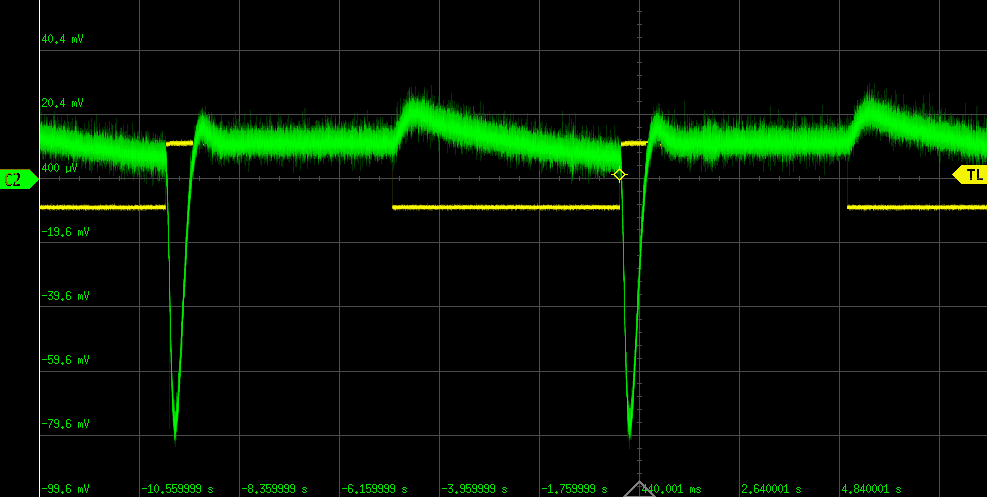 40.4 mV
20.4 mV
400 µV
C2
TL
-19.6 mV
-39.6 mV
-59.6 mV
-79.6 mV
-99.6 mV
-10.559999 s
-8.359999 s
-6.159999 s
-3.959999 s
-1.759999 s
440.001 ms
2.640001 s
4.840001 s